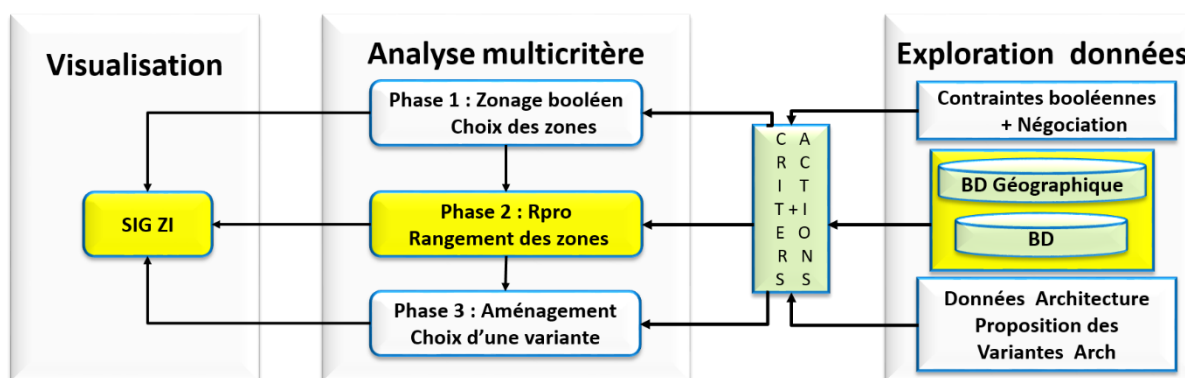 Visualisation
SIG ZI
Analyse multicritère
Phase 1 : Zonage booléen
Choix des zones
Phase 2 : Rpro
Rangement des zones
Phase 3 : Aménagement
Choix d'une variante
CRITERS
+
ACTIONS
Exploration données
Contraintes booléennes
+ Négociation
BD Géographique
BD
Données Architecture
Proposition des
Variantes Arch